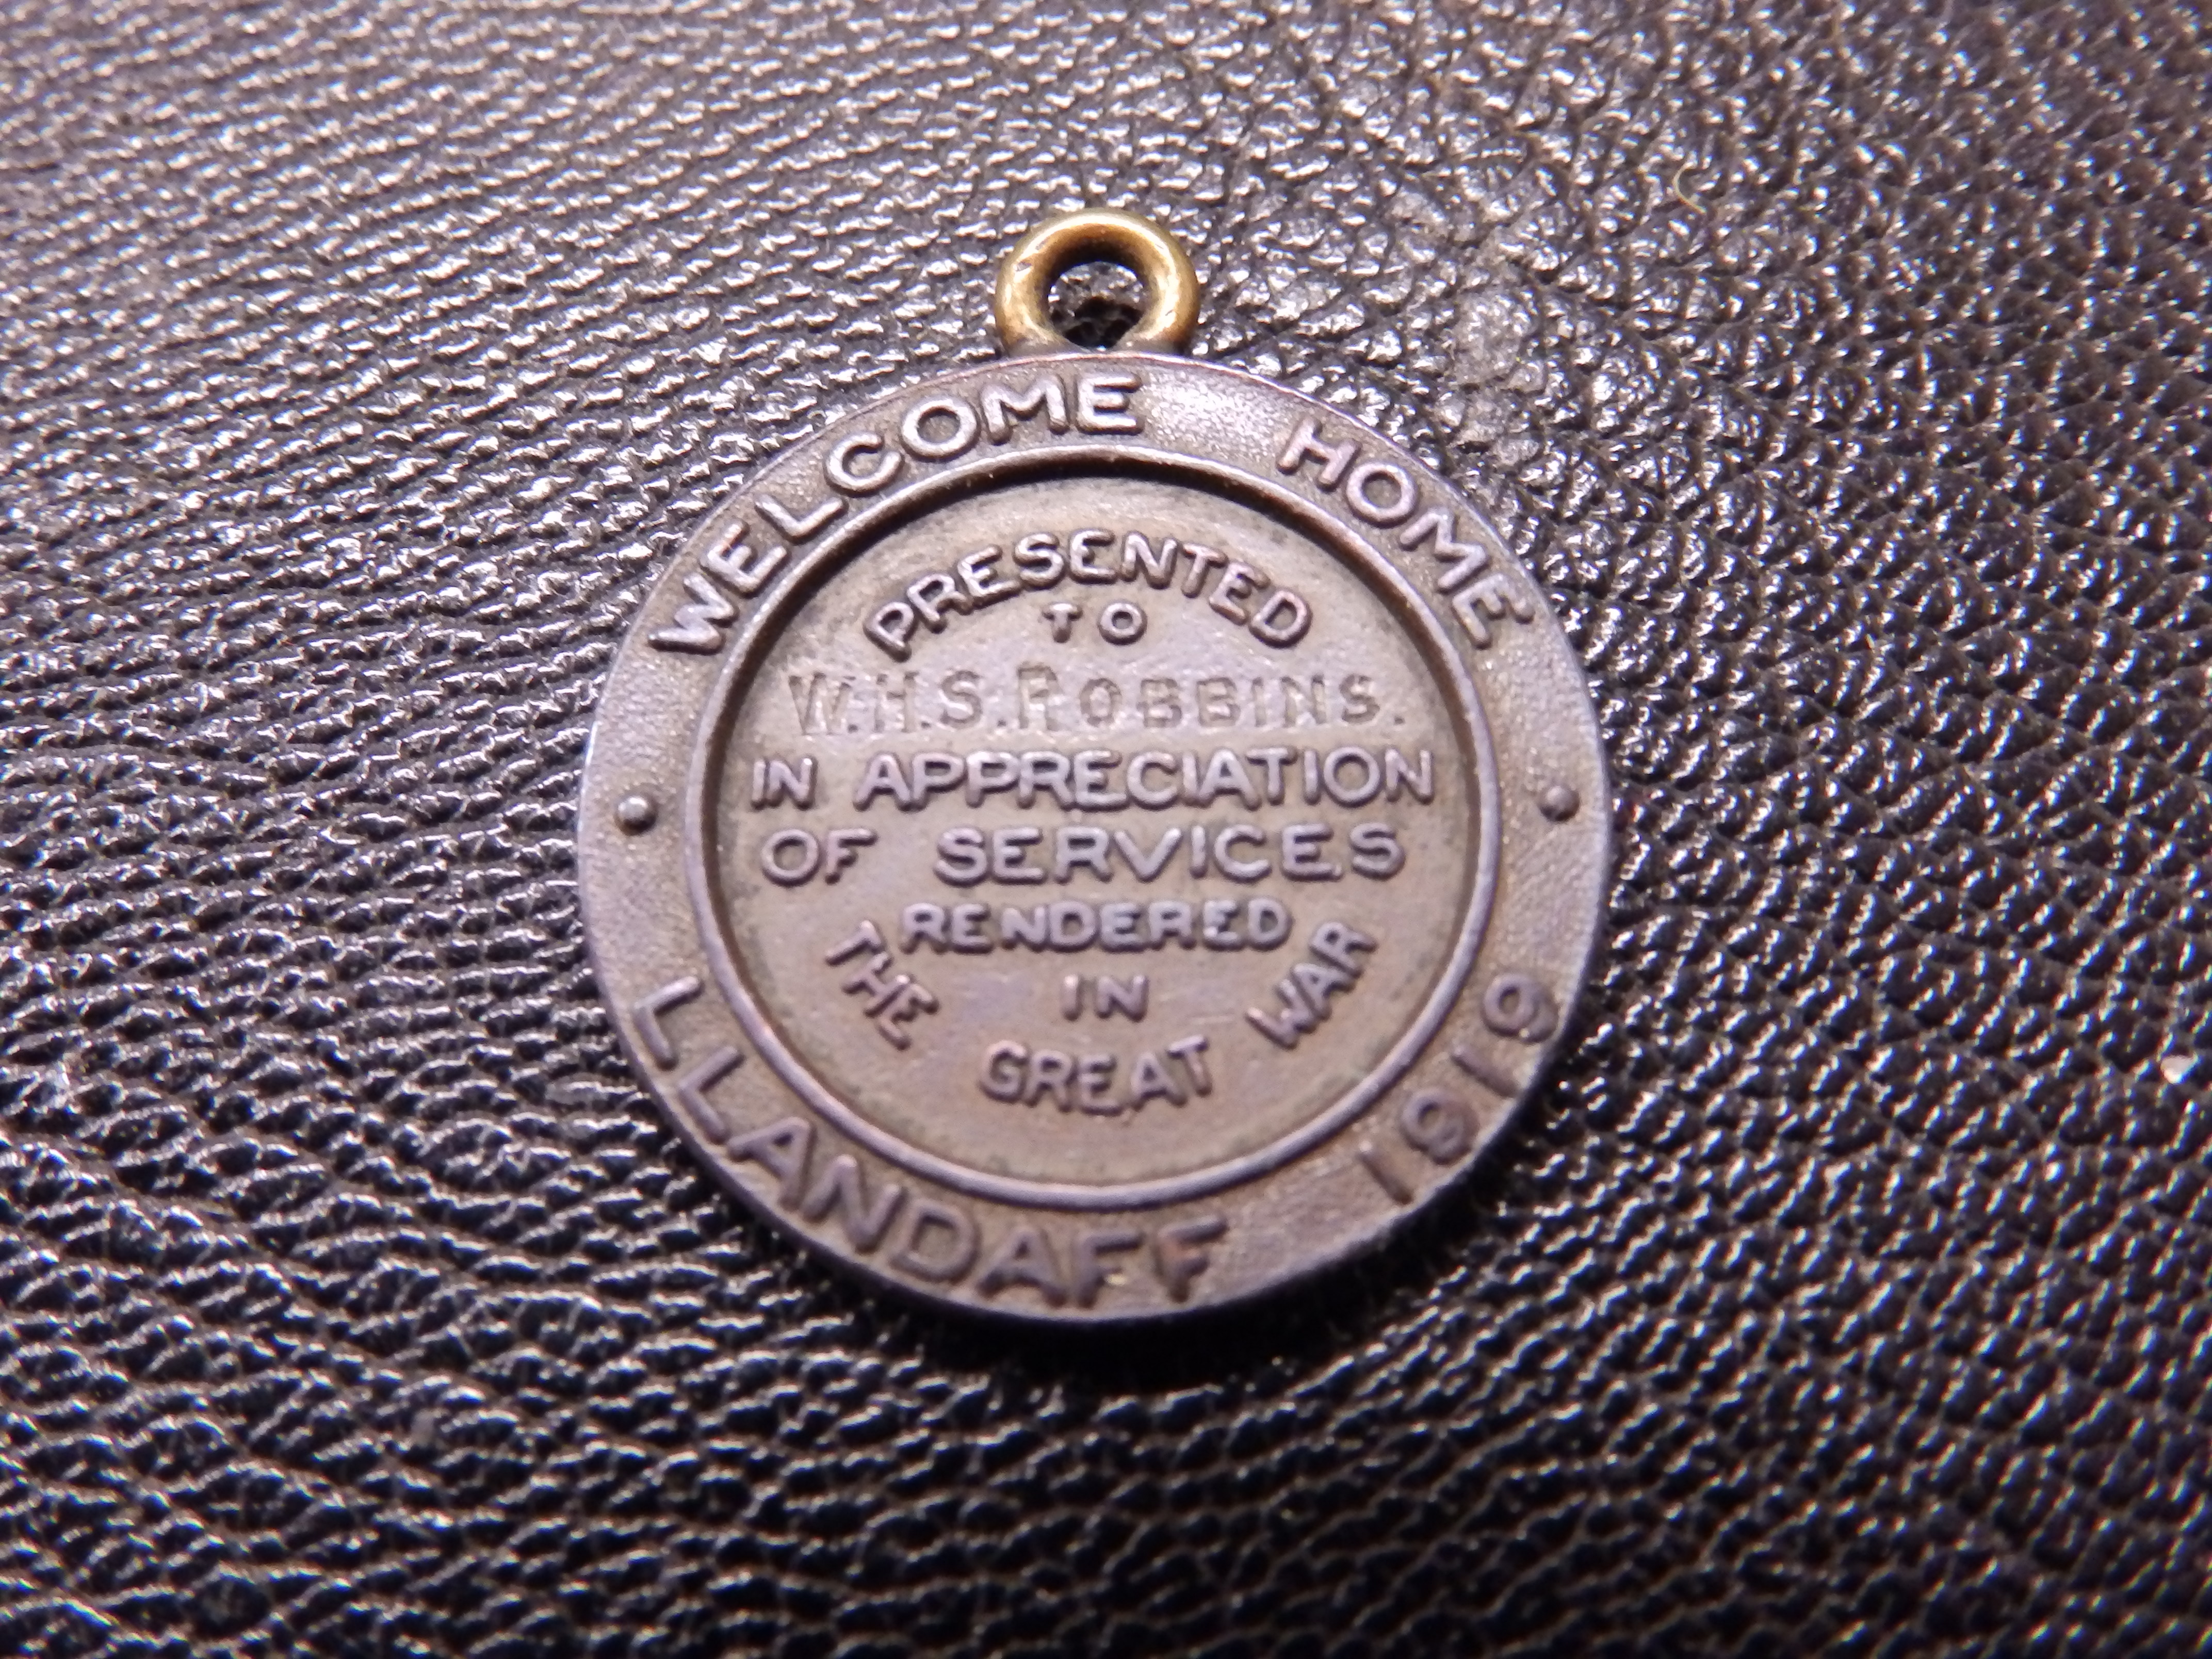 WELCOME HOME
PRESENTED
TO
W.H.S.ROBBINS.
IN APPRECIATION
OF SERVICES
RENDERED
IN
THE GREAT WAR
LLANDAFF 1919